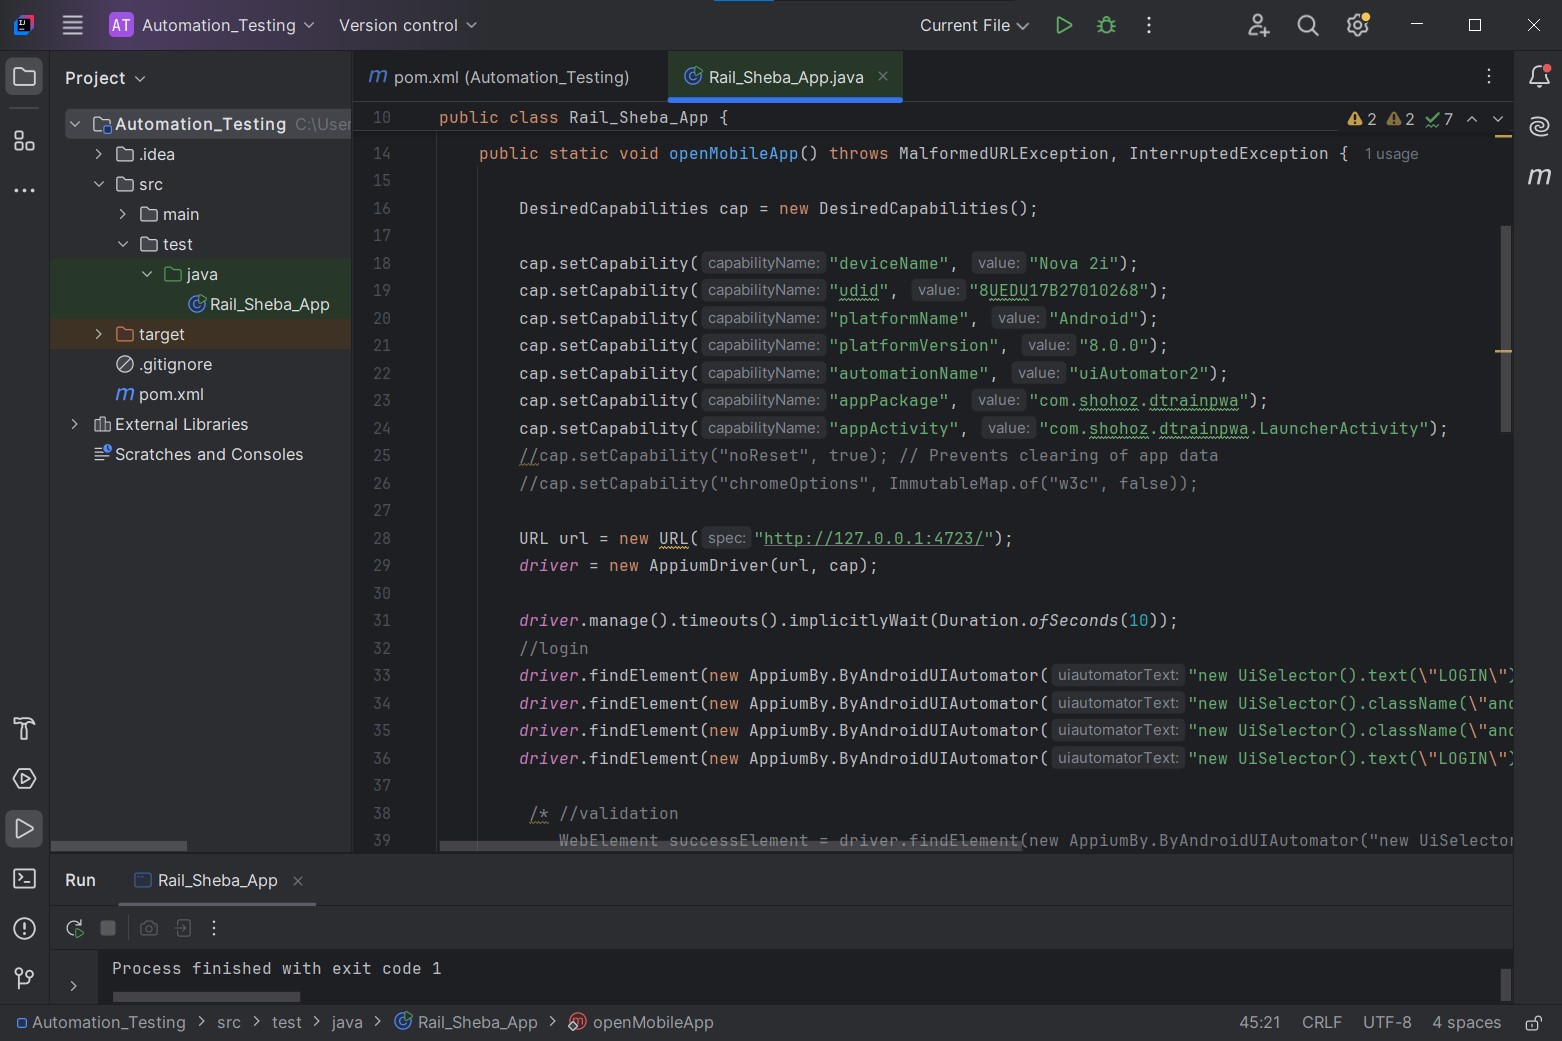 AT Automation_Testing Version control Current File
Project
pom.xml (Automation_Testing) Rail_Sheba_App.java
Automation_Testing C:\User
.idea
src
main
test
java
Rail_Sheba_App
target
.gitignore
pom.xml
External Libraries
Scratches and Consoles
10 public class Rail_Sheba_App {
2 2 7
14 public static void openMobileApp() throws MalformedURLException, InterruptedException { 1 usage
15
16 DesiredCapabilities cap = new DesiredCapabilities();
17
18 cap.setCapability( capabilityName: "deviceName", value: "Nova 2i");
19 cap.setCapability( capabilityName: "udid", value: "8UEDU17B27010268");
20 cap.setCapability( capabilityName: "platformName", value: "Android");
21 cap.setCapability( capabilityName: "platformVersion", value: "8.0.0");
22 cap.setCapability( capabilityName: "automationName", value: "uiAutomator2");
23 cap.setCapability( capabilityName: "appPackage", value: "com.shohoz.dtrainpwa");
24 cap.setCapability( capabilityName: "appActivity", value: "com.shohoz.dtrainpwa.LauncherActivity");
25 //cap.setCapability("noReset", true); // Prevents clearing of app data
26 //cap.setCapability("chromeOptions", ImmutableMap.of("w3c", false));
27
28 URL url = new URL( spec: "http://127.0.0.1:4723/");
29 driver = new AppiumDriver(url, cap);
30
31 driver.manage().timeouts().implicitlyWait(Duration.ofSeconds(10));
32 //login
33 driver.findElement(new AppiumBy.ByAndroidUIAutomator( uiautomatorText: "new UiSelector().text(\"LOGIN\")
34 driver.findElement(new AppiumBy.ByAndroidUIAutomator( uiautomatorText: "new UiSelector().className(\"and
35 driver.findElement(new AppiumBy.ByAndroidUIAutomator( uiautomatorText: "new UiSelector().className(\"and
36 driver.findElement(new AppiumBy.ByAndroidUIAutomator( uiautomatorText: "new UiSelector().text(\"LOGIN\")
37
38 /* //validation
39 WebElement successElement = driver.findElement(new AppiumBy.ByAndroidUIAutomator("new UiSelector
Run Rail_Sheba_App
Process finished with exit code 1
Automation_Testing > src > test > java > Rail_Sheba_App > openMobileApp 45:21 CRLF UTF-8 4 spaces